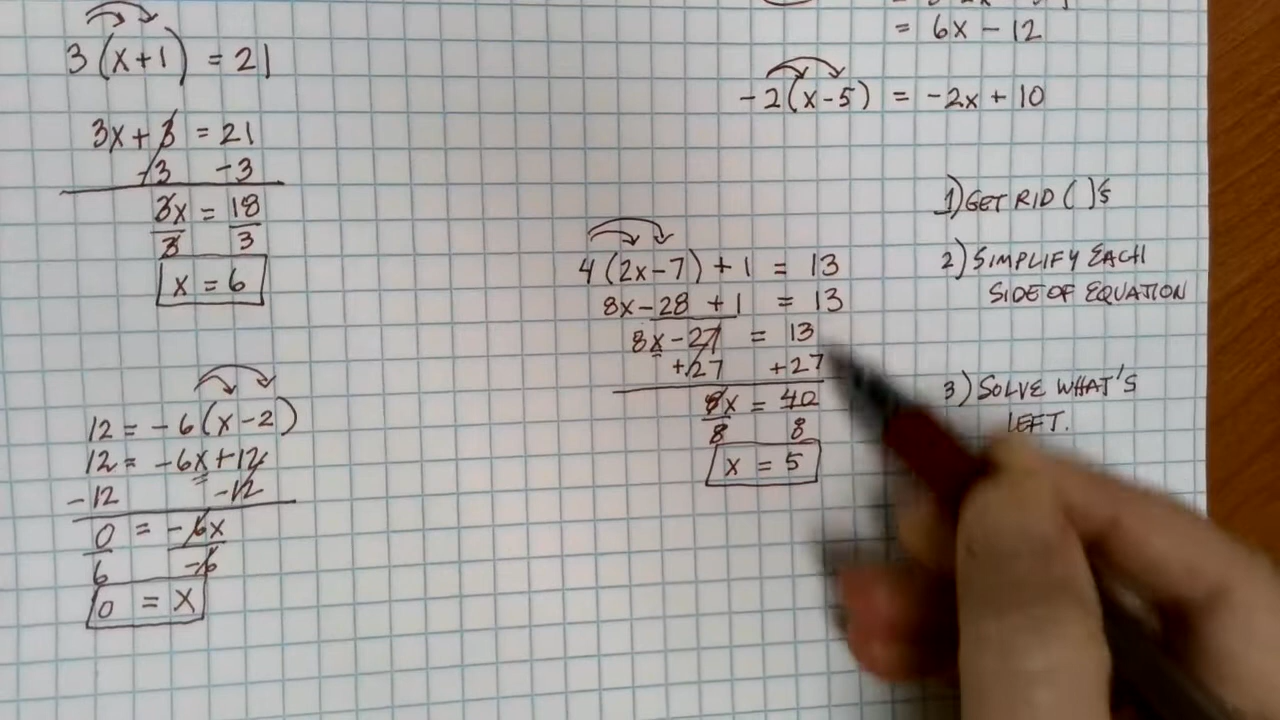 3(x+1) = 21
3x + 3 = 21
-3 -3
3x = 18
3 3
x = 6
12 = -6(x-2)
12 = -6x+12
-12 -12
0 = -6x
6 -6
0 = x
= 6x - 12
-2(x-5) = -2x + 10
4(2x-7) + 1 = 13
8x - 28 + 1 = 13
8x - 27 = 13
+27 +27
8x = 40
8 8
x = 5
1) GET RID ( )'S
2) SIMPLIFY EACH
SIDE OF EQUATION
3) SOLVE WHAT'S
LEFT.